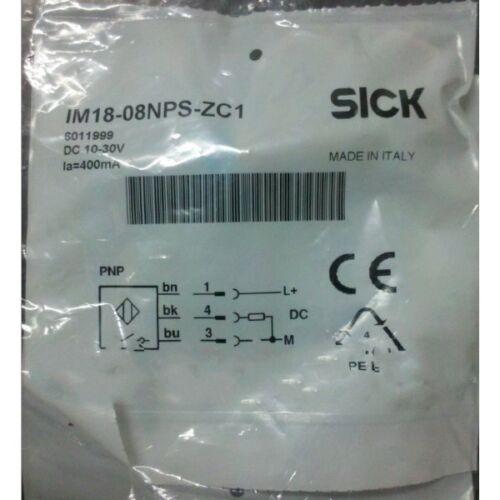 IM18-08NPS-ZC1
6011999
DC 10-30V
Ia=400mA
SICK
MADE IN ITALY
CE
PNP
bn 1 L+
bk 4 DC
bu 3 M
4
PE